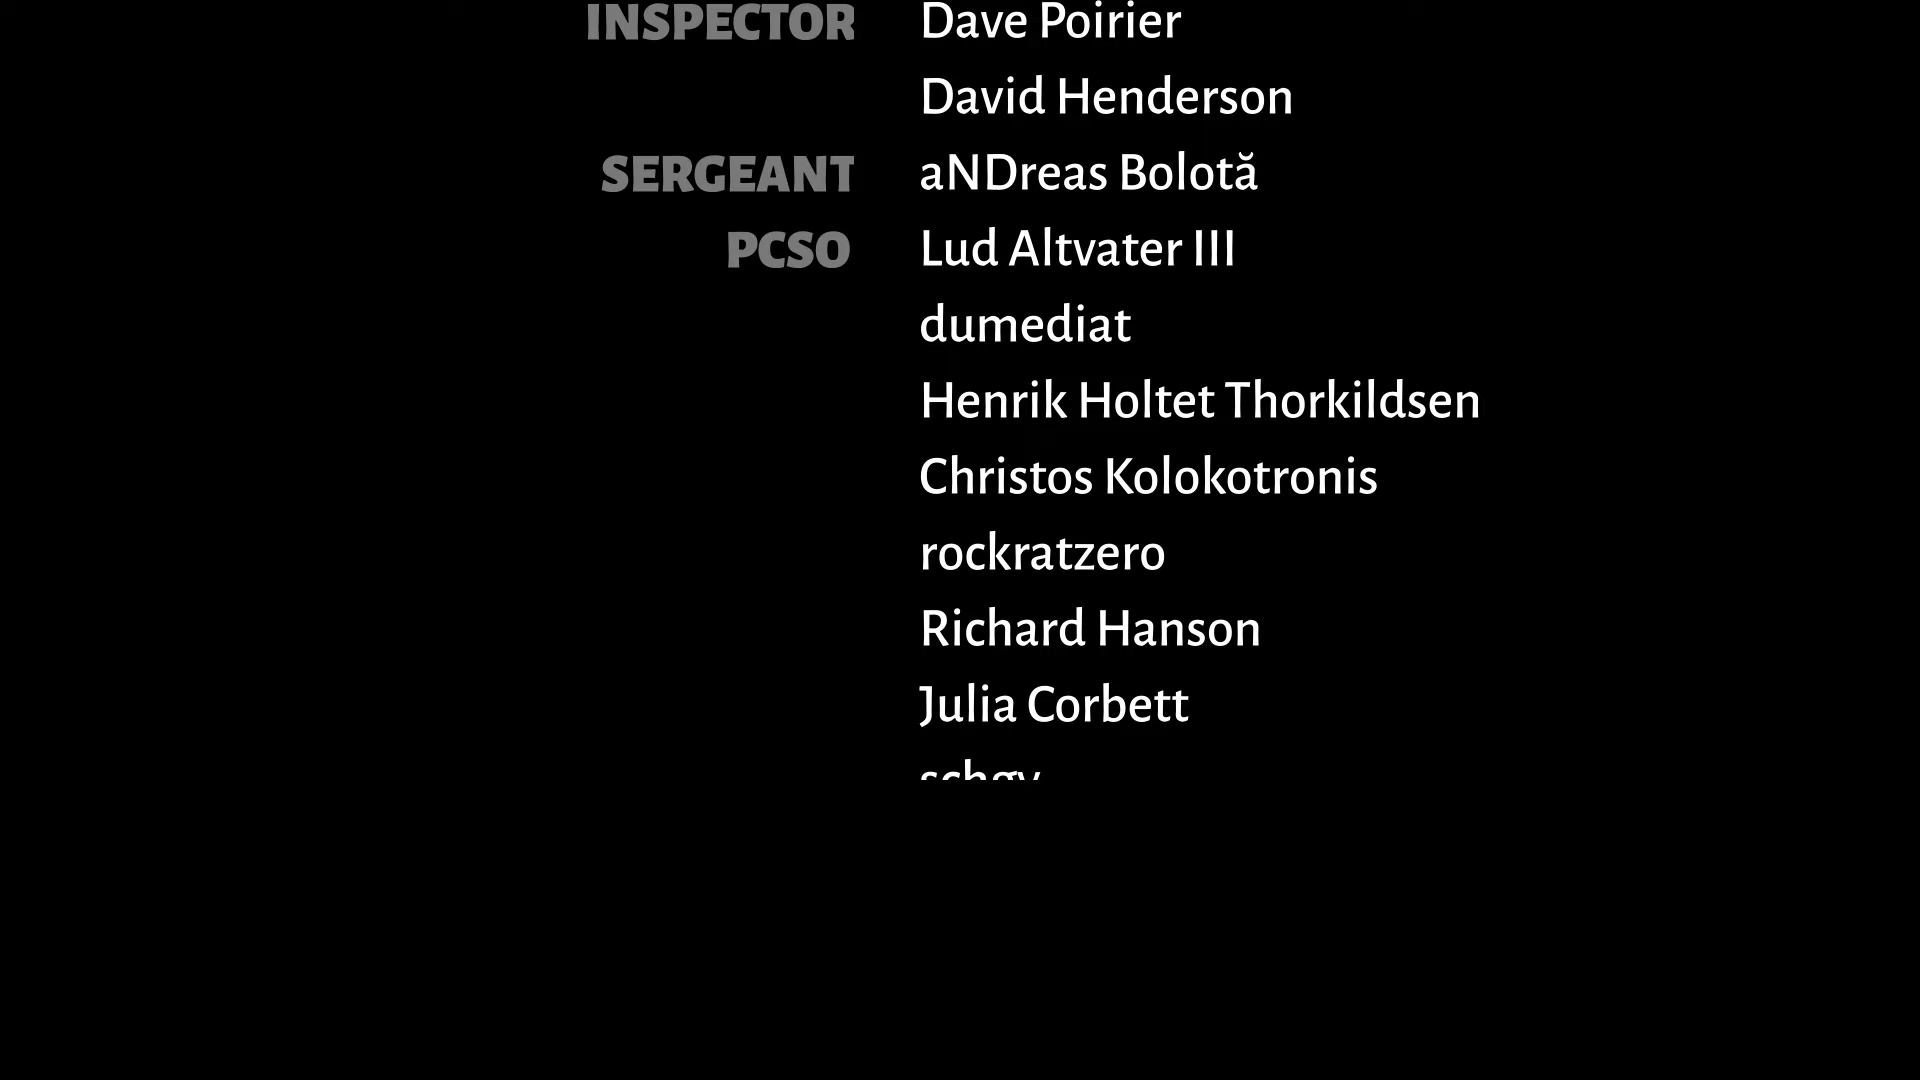 INSPECTOR Dave Poirier
David Henderson
SERGEANT aNDreas Bolotă
PCSO Lud Altvater III
dumediat
Henrik Holtet Thorkildsen
Christos Kolokotronis
rockratzero
Richard Hanson
Julia Corbett